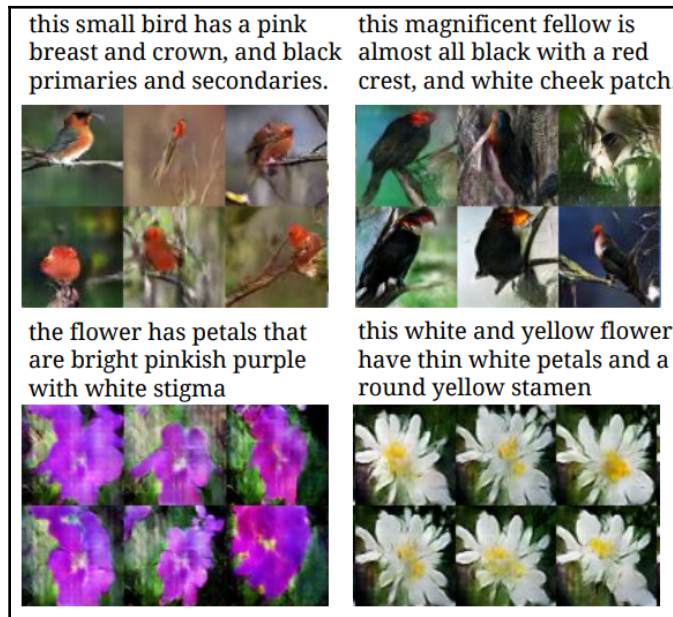 this small bird has a pink
breast and crown, and black
primaries and secondaries.
this magnificent fellow is
almost all black with a red
crest, and white cheek patch.
the flower has petals that
are bright pinkish purple
with white stigma
this white and yellow flower
have thin white petals and a
round yellow stamen